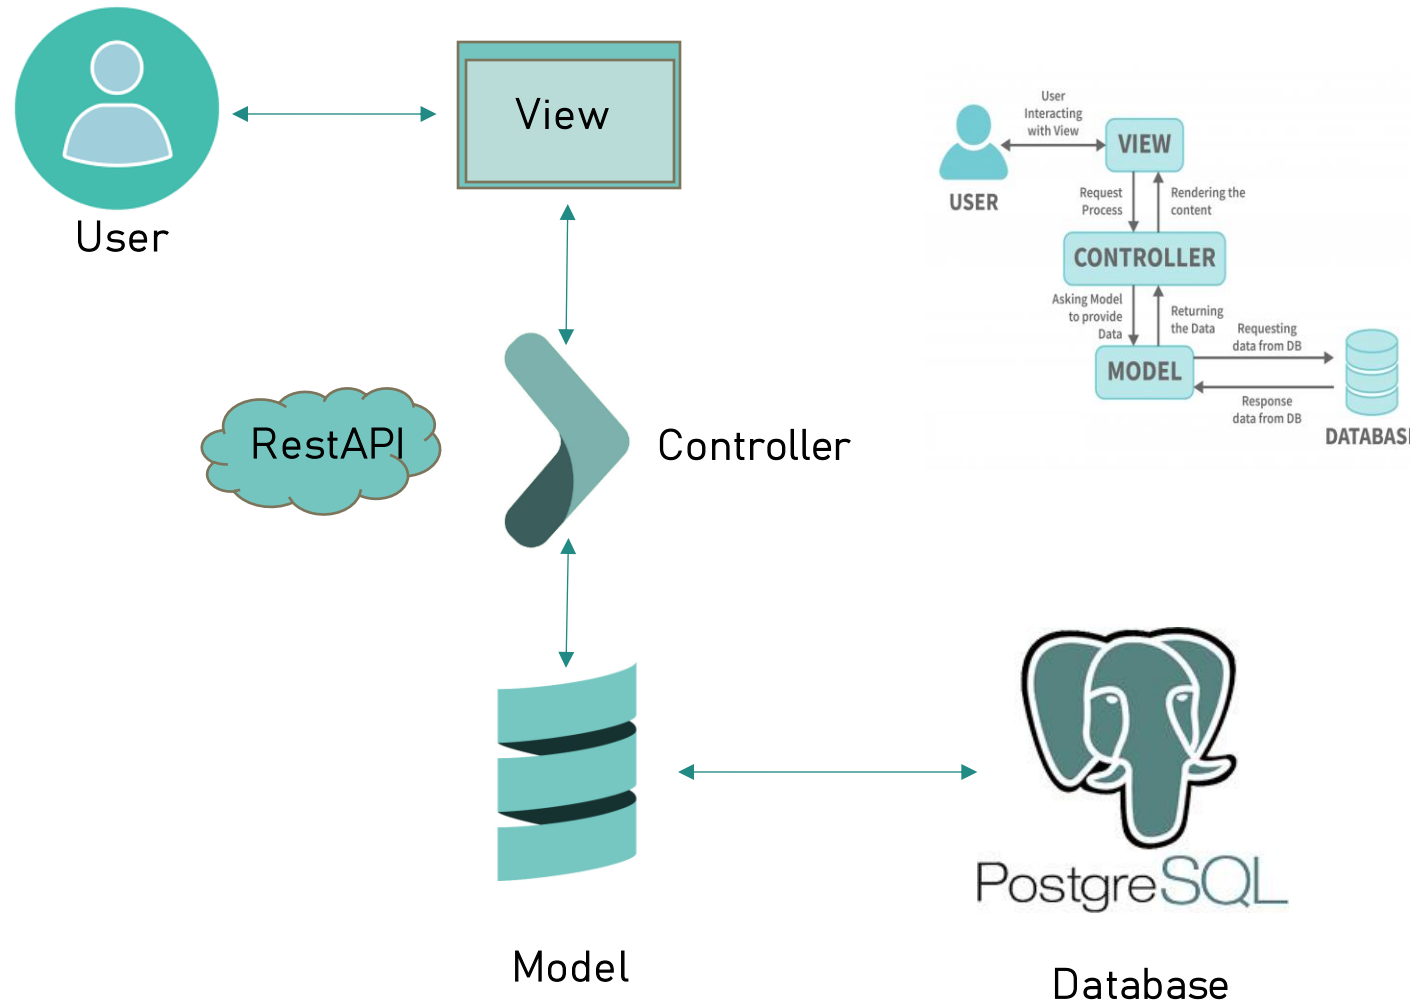 User
View
RestAPI
Controller
Model
PostgreSQL
Database
User
Interacting
with View
USER
VIEW
Request
Process
Rendering the
content
CONTROLLER
Asking Model
to provide
Data
Returning
the Data
MODEL
Requesting
data from DB
Response
data from DB
DATABASE